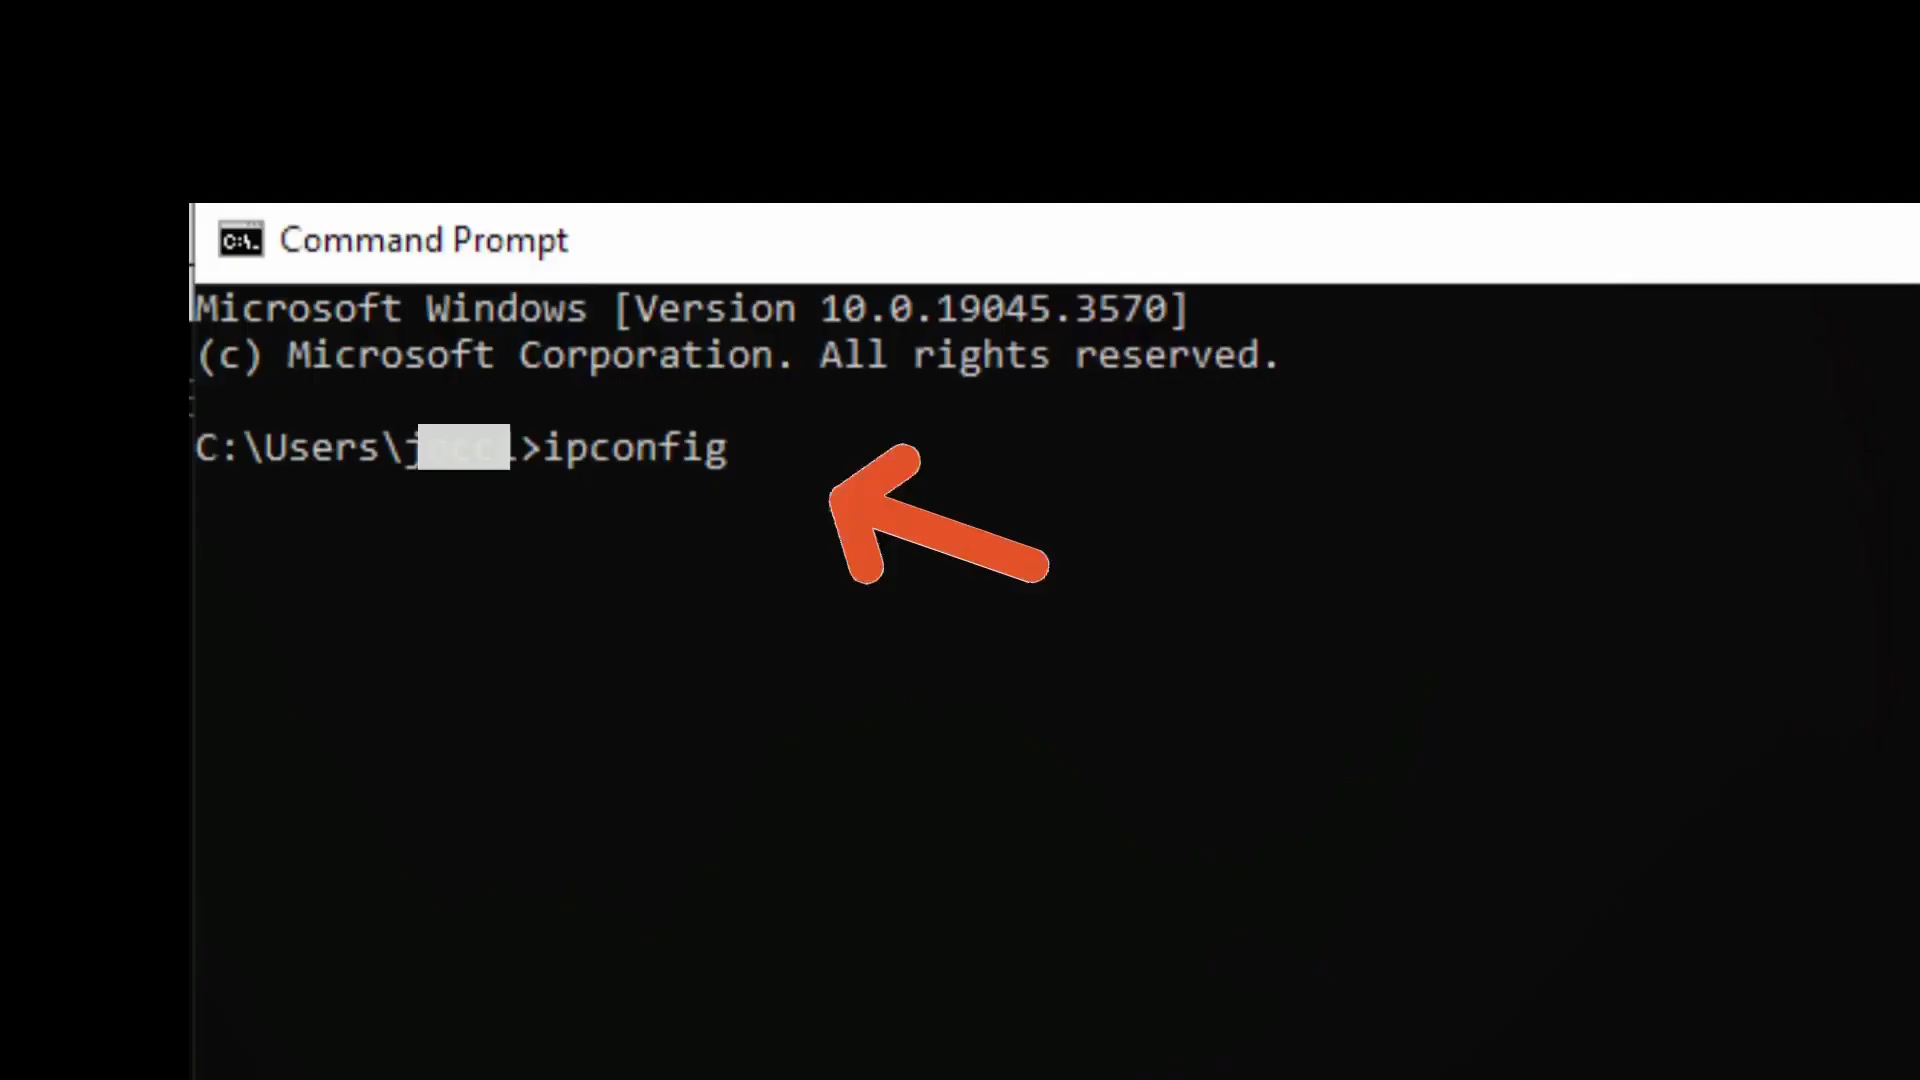 C:\. Command Prompt
Microsoft Windows [Version 10.0.19045.3570]
(c) Microsoft Corporation. All rights reserved.
C:\Users\j >ipconfig